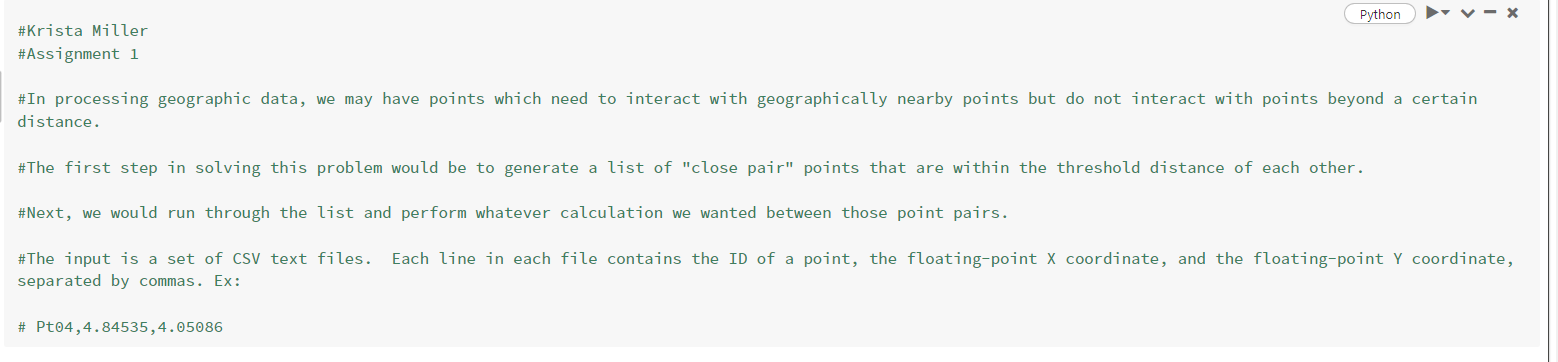 Python
#Krista Miller
#Assignment 1
#In processing geographic data, we may have points which need to interact with geographically nearby points but do not interact with points beyond a certain
distance.
#The first step in solving this problem would be to generate a list of "close pair" points that are within the threshold distance of each other.
#Next, we would run through the list and perform whatever calculation we wanted between those point pairs.
#The input is a set of CSV text files.  Each line in each file contains the ID of a point, the floating-point X coordinate, and the floating-point Y coordinate,
separated by commas. Ex:
# Pt04,4.84535,4.05086